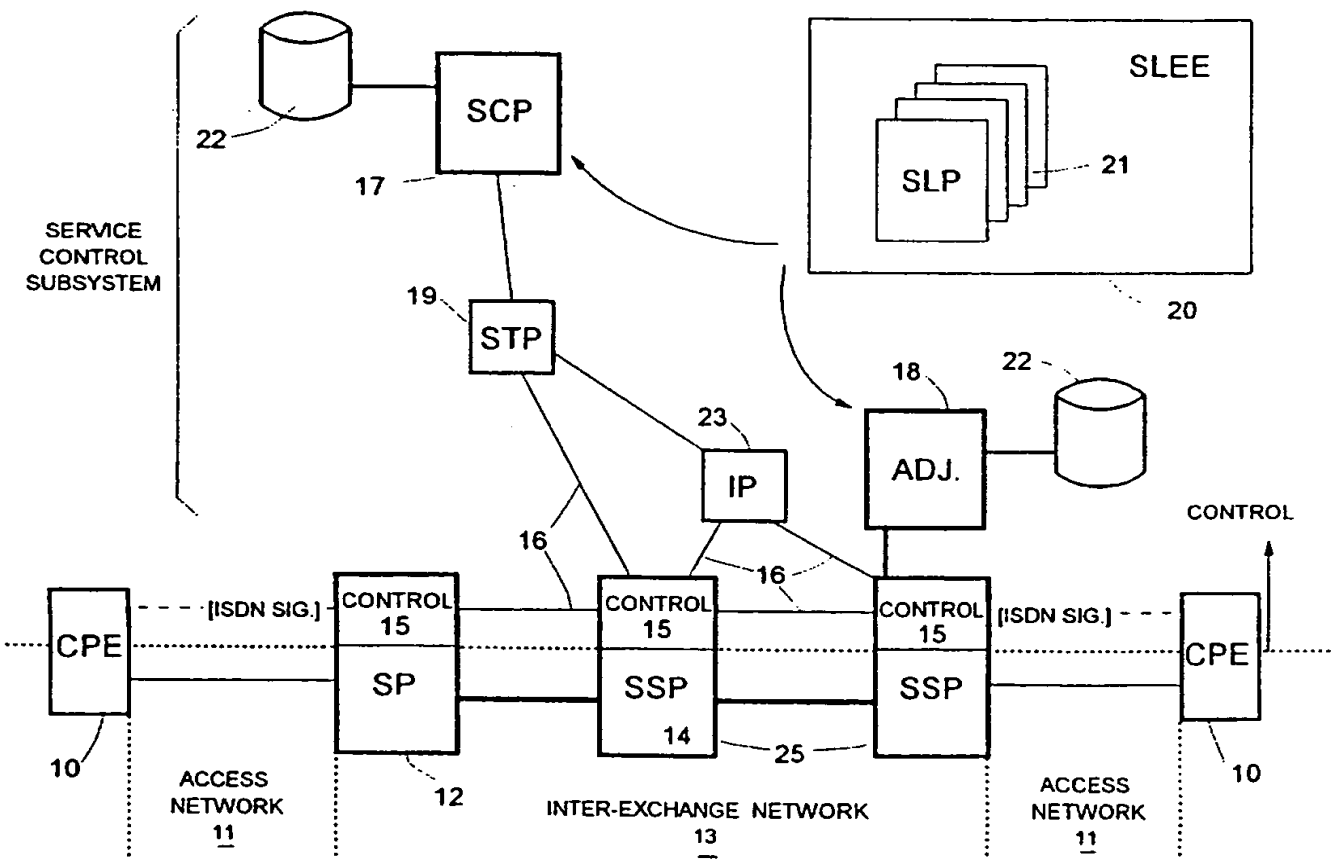 SLEE
SCP
22
SLP
21
17
SERVICE
CONTROL
SUBSYSTEM
19
20
STP
18
22
23
ADJ.
IP
CONTROL
16
16
[ISDN SIG.]
CONTROL
15
CONTROL
15
CONTROL
15
[ISDN SIG.]
CPE
CPE
SP
SSP
SSP
14
25
10
12
10
ACCESS
NETWORK
11
INTER-EXCHANGE NETWORK
13
ACCESS
NETWORK
11